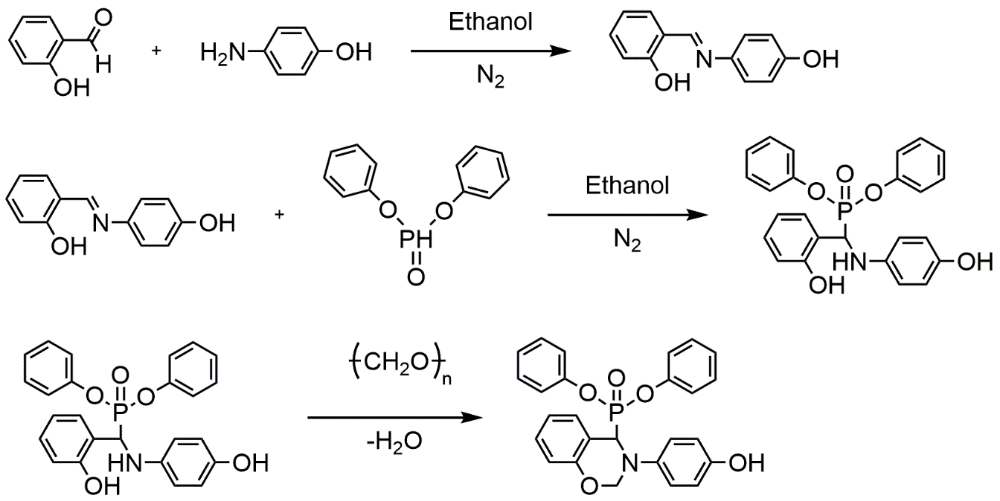 O
H
OH
+
H₂N
OH
Ethanol
N₂
N
OH
OH
N
OH
OH
+
O
O
PH
O
Ethanol
N₂
O
O
O
P
HN
OH
OH
O
O
O
P
HN
OH
OH
(CH₂O)n
-H₂O
O
O
O
P
N
OH
O